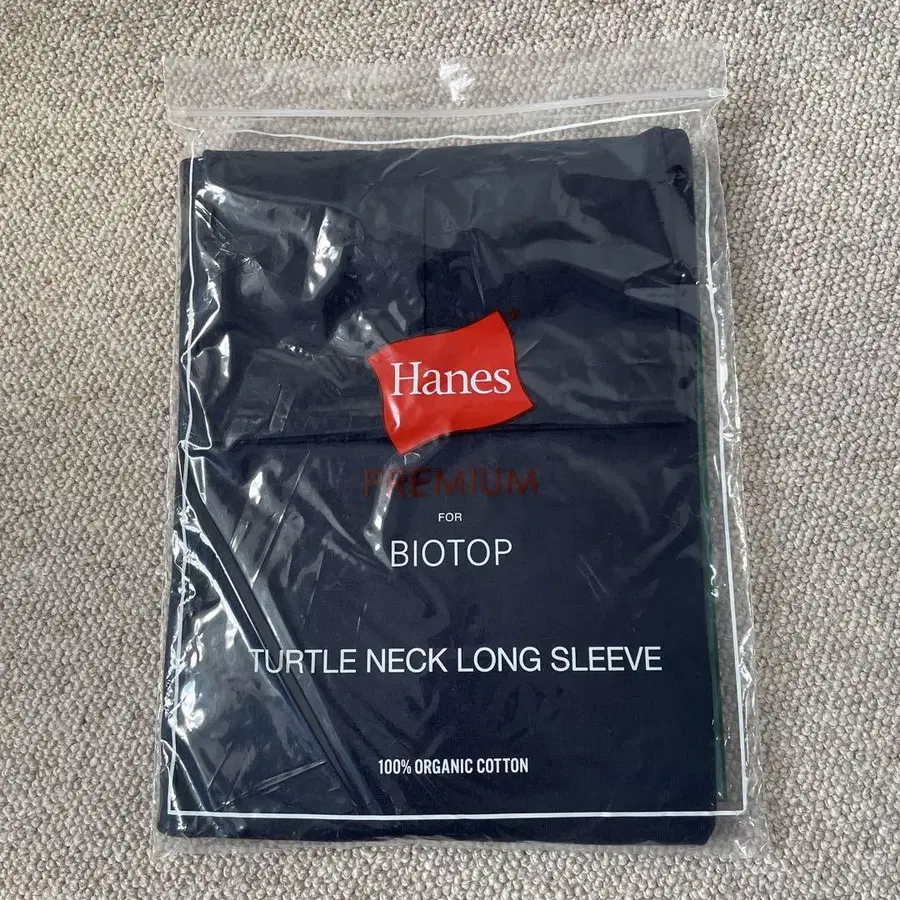 Hanes
PREMIUM
FOR
BIOTOP
TURTLE NECK LONG SLEEVE
100% ORGANIC COTTON